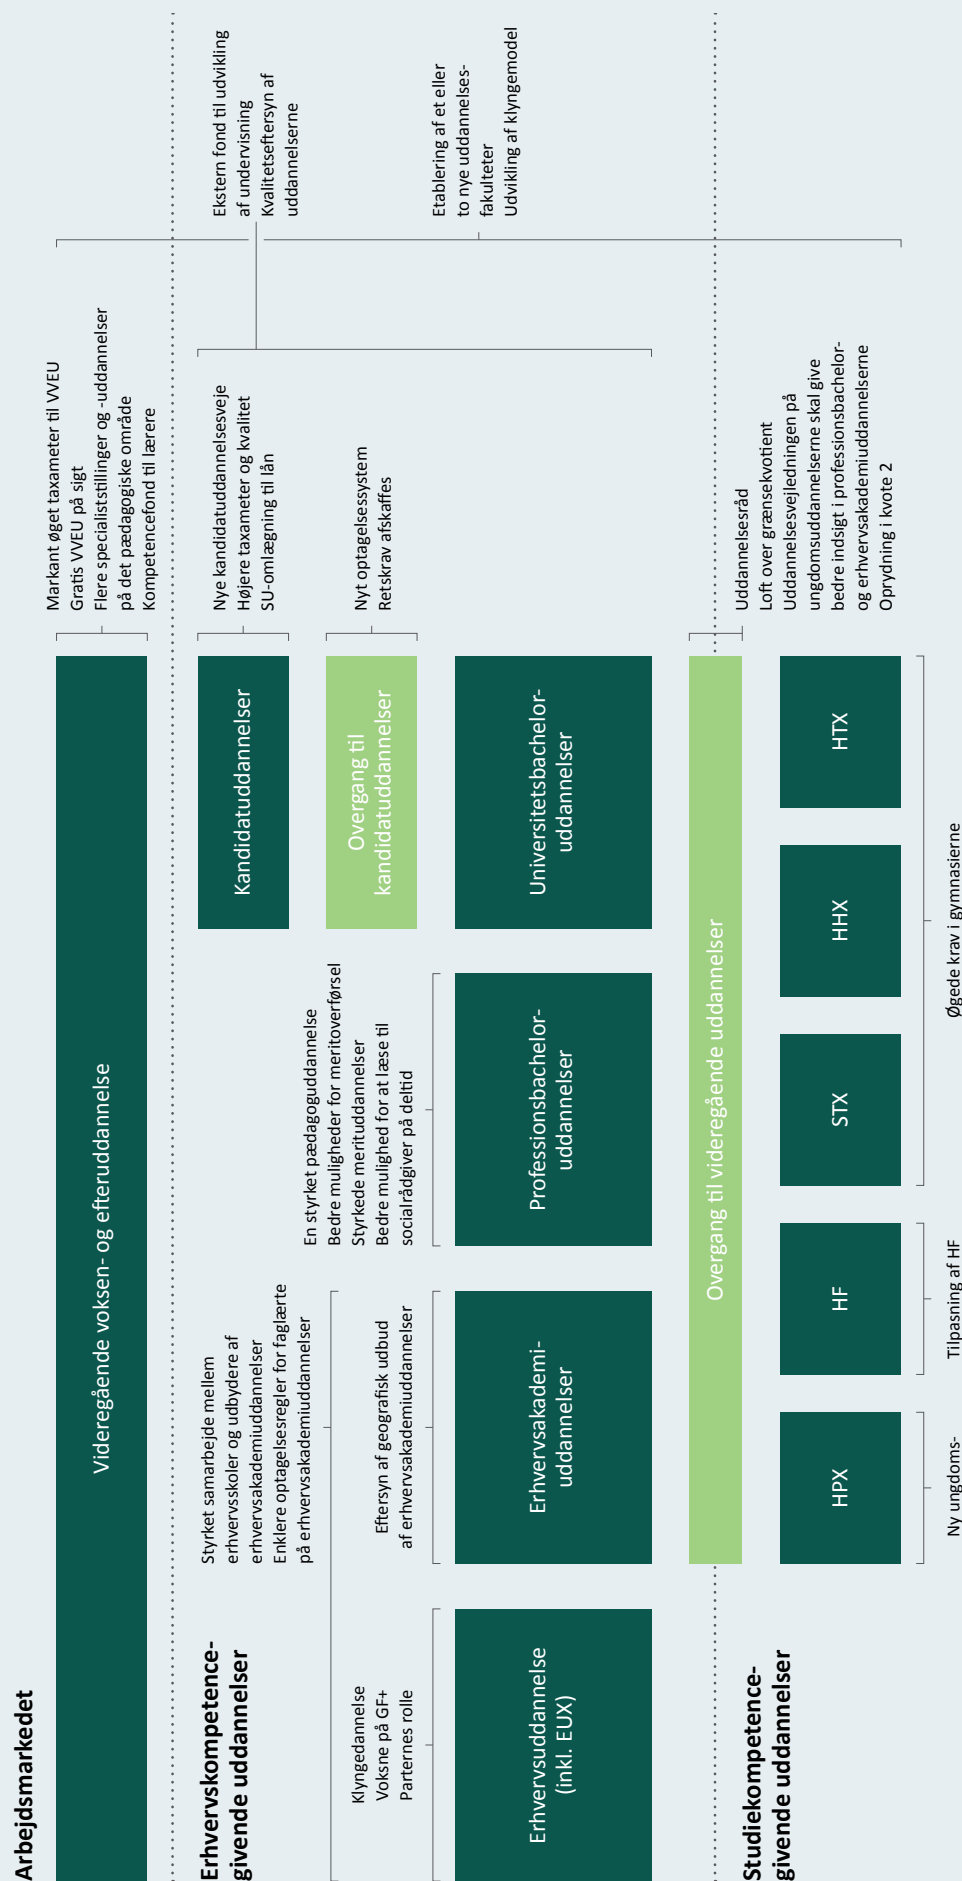 Arbejdsmarkedet
Videregående voksen- og efteruddannelse
Markant øget taxameter til VVEU
Gratis VVEU på sigt
Flere specialiststillinger og -uddannelser
på det pædagogiske område
Kompetencefond til lærere
Erhvervskompetence-
givende uddannelser
Styrket samarbejde mellem
erhvervsskoler og udbydere af
erhvervsakademiuddannelser
Enklere optagelsesregler for faglærte
på erhvervsakademiuddannelser
Kandidatuddannelser
Nye kandidatuddannelsesveje
Højere taxameter og kvalitet
SU-omlægning til lån
Ekstern fond til udvikling
af undervisning
Kvalitetseftersyn af
uddannelserne
Klyngedannelse
Voksne på GF+
Parternes rolle
Eftersyn af geografisk udbud
af erhvervsakademiuddannelser
En styrket pædagoguddannelse
Bedre muligheder for meritoverførsel
Styrkede merituddannelser
Bedre mulighed for at læse til
socialrådgiver på deltid
Overgang til
kandidatuddannelser
Nyt optagelsessystem
Retskrav afskaffes
Etablering af et eller
to nye uddannelses-
fakulteter
Udvikling af klyngemodel
Erhvervsuddannelse
(inkl. EUX)
Erhvervsakademi-
uddannelser
Professionsbachelor-
uddannelser
Universitetsbachelor-
uddannelser
Overgang til videregående uddannelser
Uddannelsesråd
Loft over grænsekvotient
Uddannelsesvejledningen på
ungdomsuddannelserne skal give
bedre indsigt i professionsbachelor-
og erhvervsakademiuddannelserne
Oprydning i kvote 2
Studiekompetence-
givende uddannelser
HPX
HF
STX
HHX
HTX
Ny ungdoms-
Tilpasning af HF
Øgede krav i gymnasierne